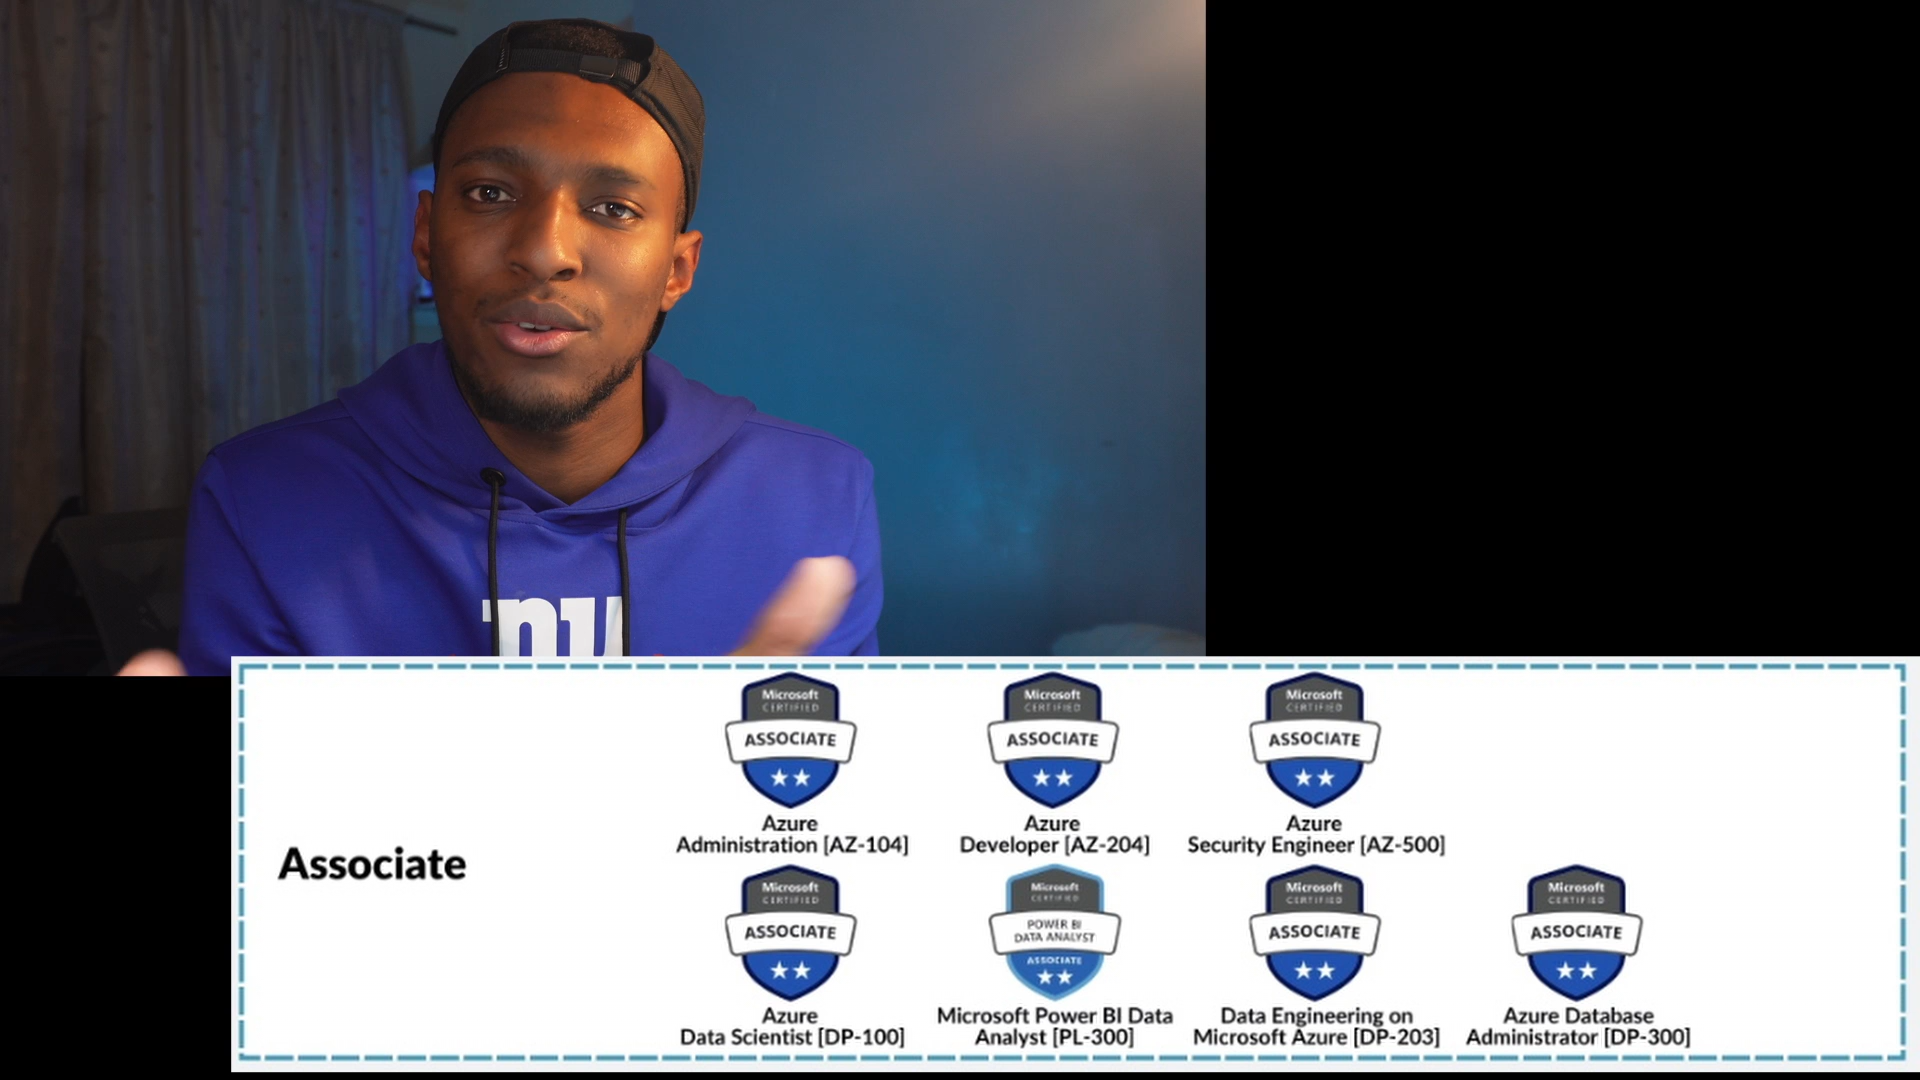 ny
Microsoft
CERTIFIED
ASSOCIATE
Azure
Administration [AZ-104]
Microsoft
CERTIFIED
ASSOCIATE
Azure
Developer [AZ-204]
Microsoft
CERTIFIED
ASSOCIATE
Azure
Security Engineer [AZ-500]
Associate
Microsoft
CERTIFIED
ASSOCIATE
Azure
Data Scientist [DP-100]
Microsoft
CERTIFIED
POWER BI
DATA ANALYST
ASSOCIATE
Microsoft Power BI Data
Analyst [PL-300]
Microsoft
CERTIFIED
ASSOCIATE
Data Engineering on
Microsoft Azure [DP-203]
Microsoft
CERTIFIED
ASSOCIATE
Azure Database
Administrator [DP-300]